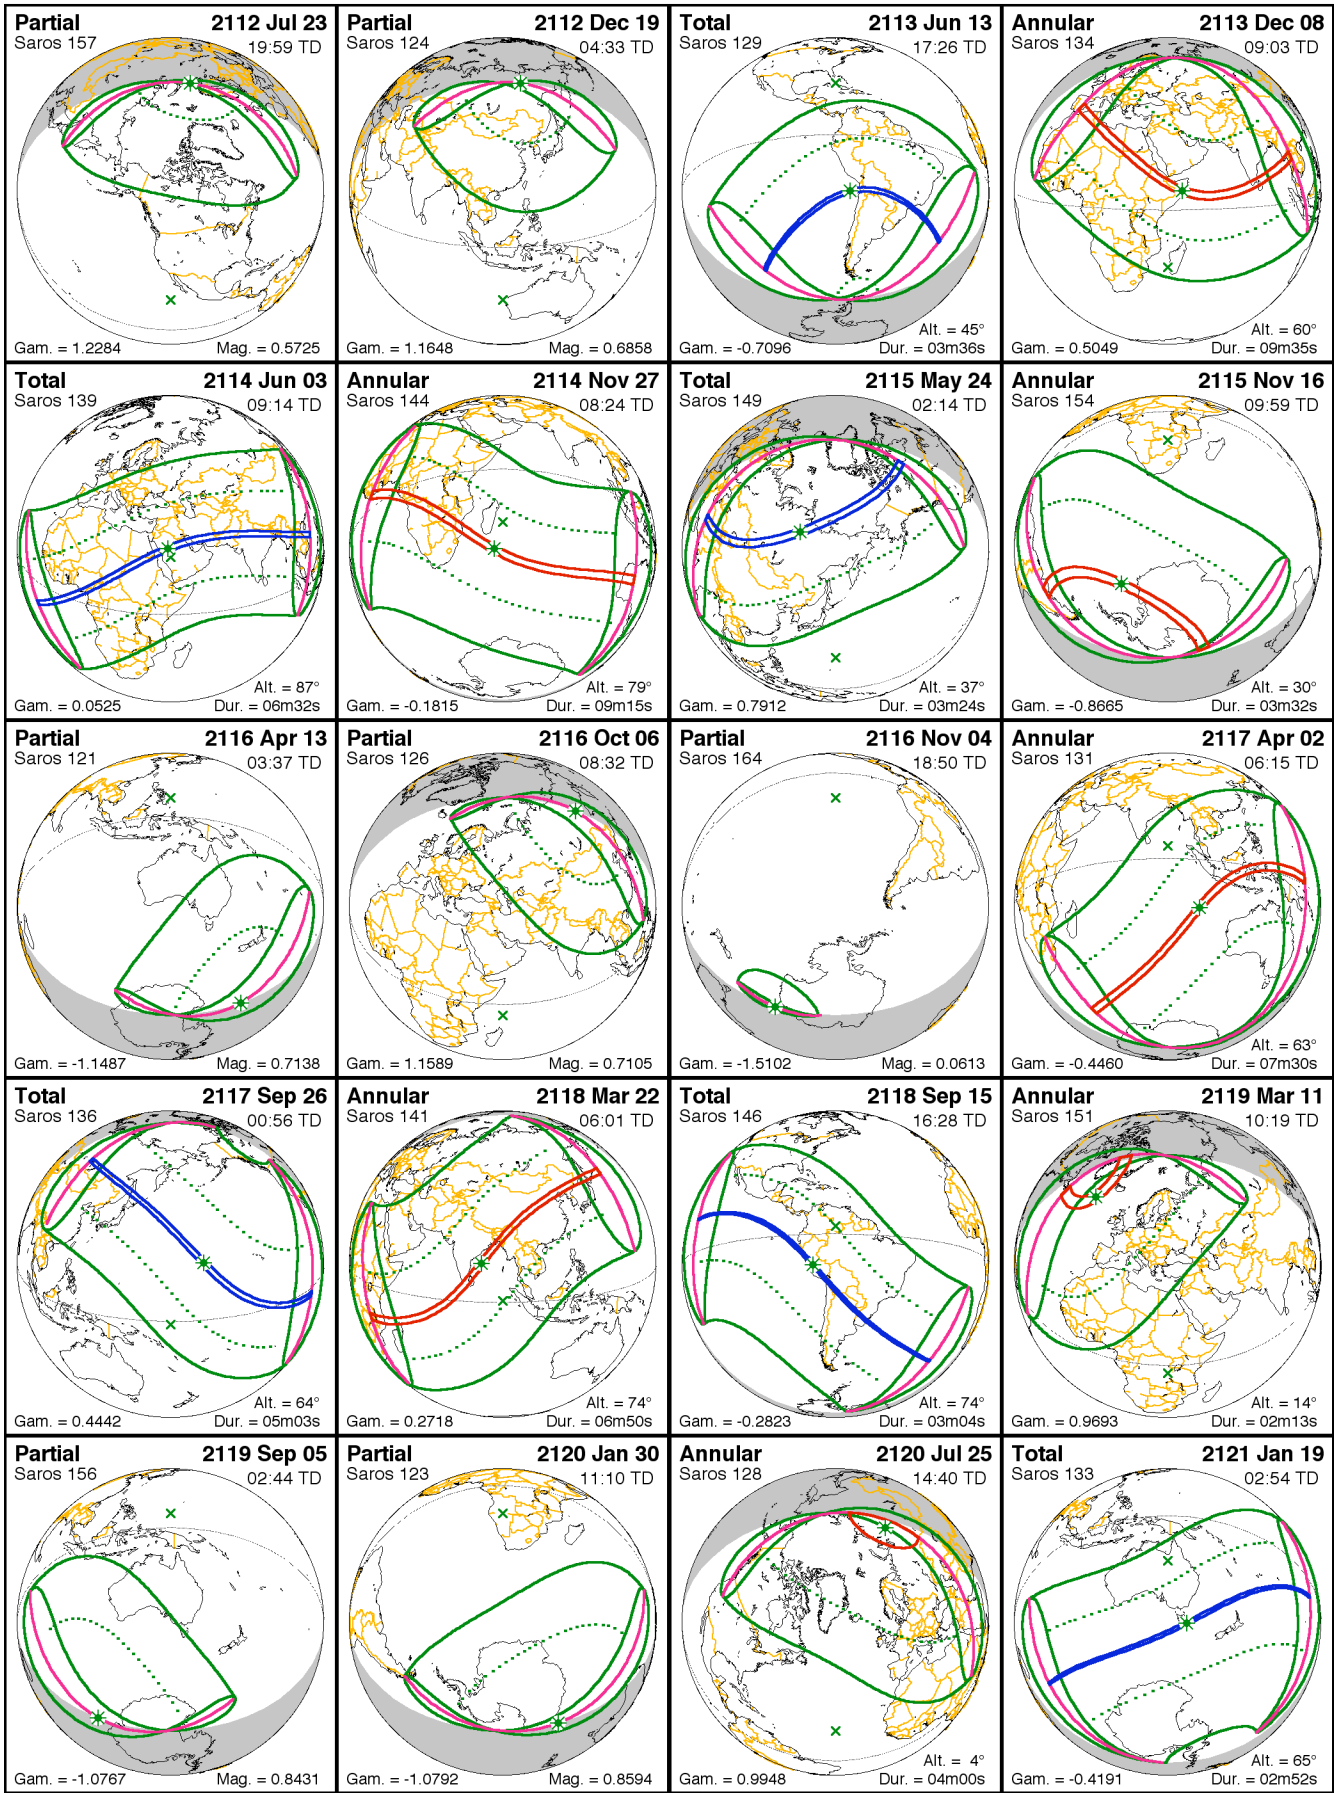 Partial 2112 Jul 23
Saros 157 19:59 TD
Gam. = 1.2284 Mag. = 0.5725
Partial 2112 Dec 19
Saros 124 04:33 TD
Gam. = 1.1648 Mag. = 0.6858
Total 2113 Jun 13
Saros 129 17:26 TD
Alt. = 45°
Gam. = -0.7096 Dur. = 03m36s
Annular 2113 Dec 08
Saros 134 09:03 TD
Alt. = 60°
Gam. = 0.5049 Dur. = 09m35s
Total 2114 Jun 03
Saros 139 09:14 TD
Alt. = 87°
Gam. = 0.0525 Dur. = 06m32s
Annular 2114 Nov 27
Saros 144 08:24 TD
Alt. = 79°
Gam. = -0.1815 Dur. = 09m15s
Total 2115 May 24
Saros 149 02:14 TD
Alt. = 37°
Gam. = 0.7912 Dur. = 03m24s
Annular 2115 Nov 16
Saros 154 09:59 TD
Alt. = 30°
Gam. = -0.8665 Dur. = 03m32s
Partial 2116 Apr 13
Saros 121 03:37 TD
Gam. = -1.1487 Mag. = 0.7138
Partial 2116 Oct 06
Saros 126 08:32 TD
Gam. = 1.1589 Mag. = 0.7105
Partial 2116 Nov 04
Saros 164 18:50 TD
Gam. = -1.5102 Mag. = 0.0613
Annular 2117 Apr 02
Saros 131 06:15 TD
Alt. = 63°
Gam. = -0.4460 Dur. = 07m30s
Total 2117 Sep 26
Saros 136 00:56 TD
Alt. = 64°
Gam. = 0.4442 Dur. = 05m03s
Annular 2118 Mar 22
Saros 141 06:01 TD
Alt. = 74°
Gam. = 0.2718 Dur. = 06m50s
Total 2118 Sep 15
Saros 146 16:28 TD
Alt. = 74°
Gam. = -0.2823 Dur. = 03m04s
Annular 2119 Mar 11
Saros 151 10:19 TD
Alt. = 14°
Gam. = 0.9693 Dur. = 02m13s
Partial 2119 Sep 05
Saros 156 02:44 TD
Gam. = -1.0767 Mag. = 0.8431
Partial 2120 Jan 30
Saros 123 11:10 TD
Gam. = -1.0792 Mag. = 0.8594
Annular 2120 Jul 25
Saros 128 14:40 TD
Alt. = 4°
Gam. = 0.9948 Dur. = 04m00s
Total 2121 Jan 19
Saros 133 02:54 TD
Alt. = 65°
Gam. = -0.4191 Dur. = 02m52s